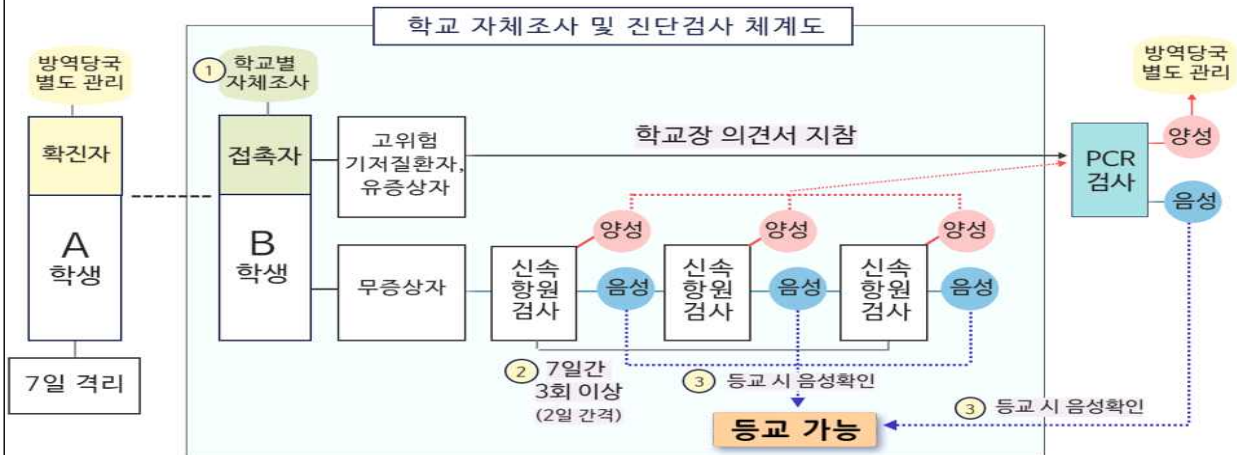 학교 자체조사 및 진단검사 체계도
방역당국
별도 관리
확진자
A
학생
7일 격리
① 학교별
자체조사
접촉자
B
학생
고위험
기저질환자,
유증상자
무증상자
학교장 의견서 지참
신속
항원
검사
양성
음성
신속
항원
검사
양성
음성
신속
항원
검사
양성
음성
② 7일간
3회 이상
(2일 간격)
③ 등교 시 음성확인
등교 가능
PCR
검사
방역당국
별도 관리
양성
음성
③ 등교 시 음성확인